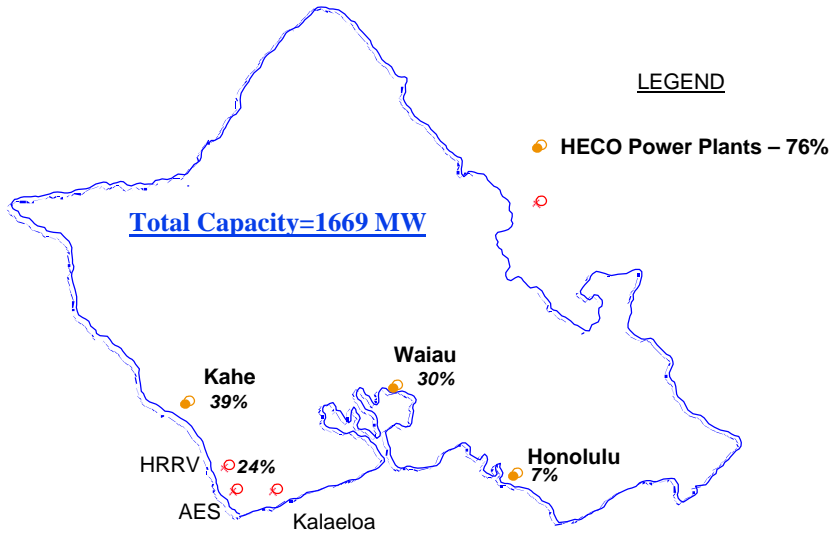 LEGEND
HECO Power Plants – 76%
Total Capacity=1669 MW
Waiau
30%
Kahe
39%
HRRV
24%
Honolulu
7%
AES
Kalaeloa